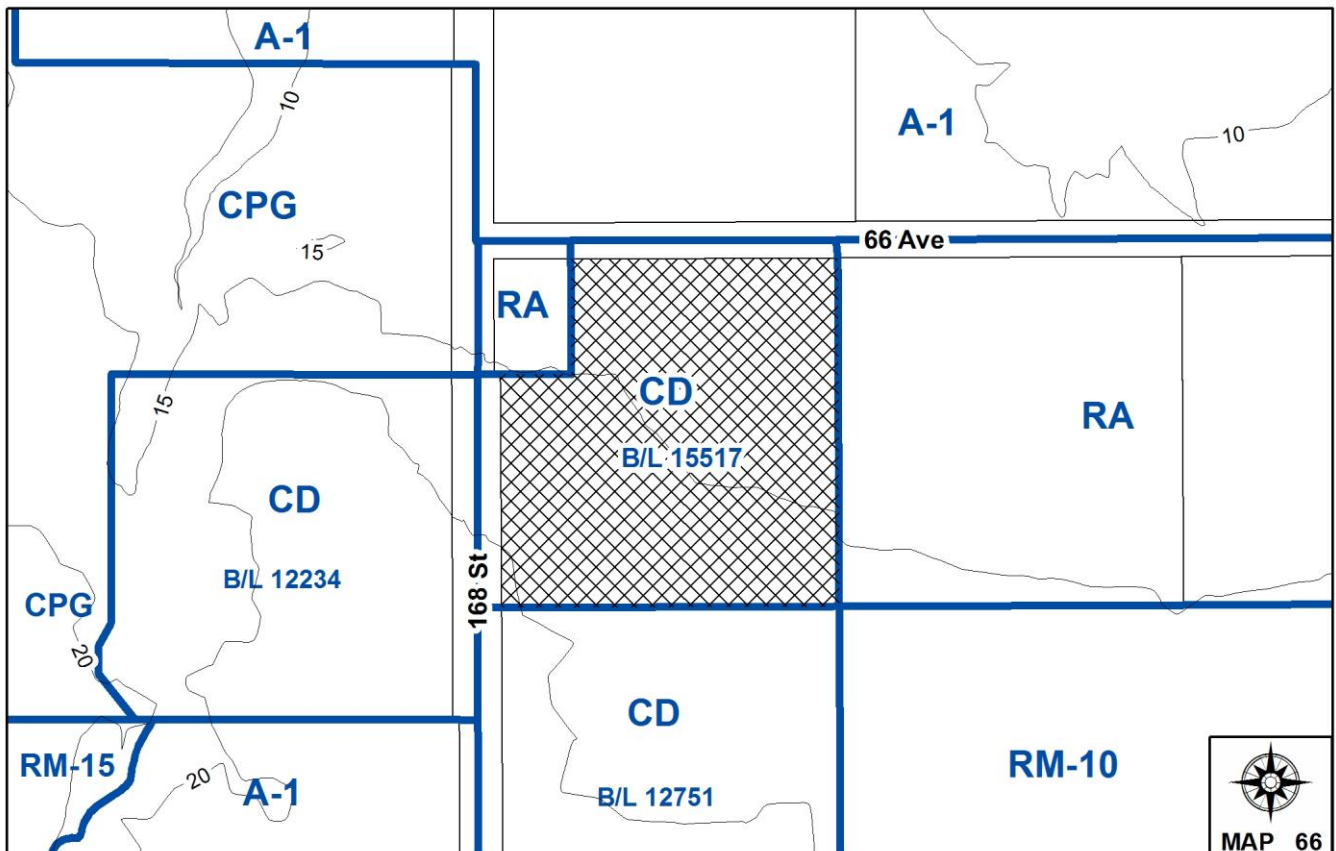 A-1
10
A-1
10
CPG
15
66 Ave
RA
CD
15
RA
B/L 15517
CD
B/L 12234
168 St
CPG
20
CD
RM-15
20
A-1
B/L 12751
RM-10
MAP 66